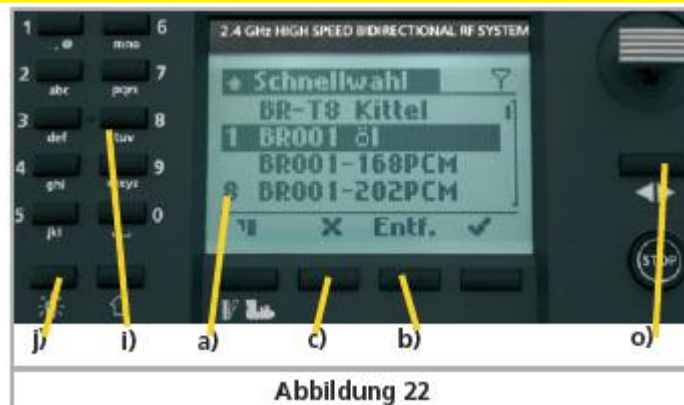 2.4 GHz HIGH SPEED BIDIRECTIONAL RF SYSTEM
1 .@
mno 6
2 abc
pqrs 7
3 def
tuv 8
4 ghi
wxyz 9
5 jkl
0
Schnellwahl
BR-T8 Kittel
1 BR001 öl
BR001-168PCM
8 BR001-202PCM
Entf.
STOP
j)
i)
a)
c)
b)
o)
Abbildung 22